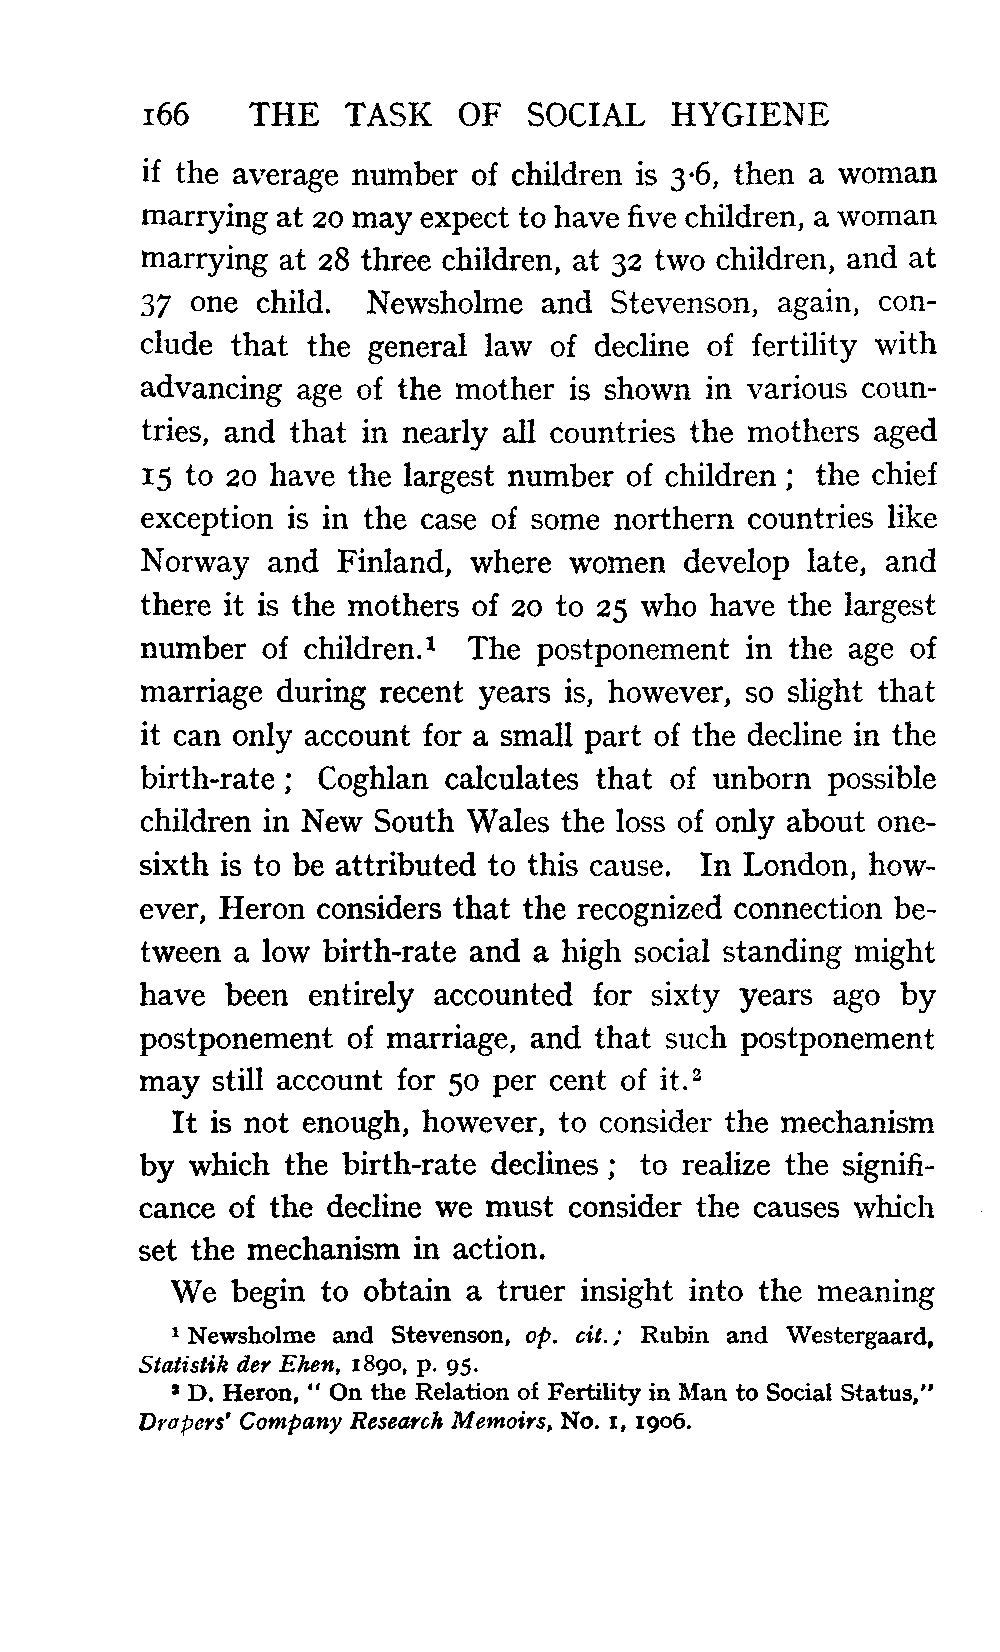 166 THE TASK OF SOCIAL HYGIENE
if the average number of children is 3·6, then a woman
marrying at 20 may expect to have five children, a woman
marrying at 28 three children, at 32 two children, and at
37 one child. Newsholme and Stevenson, again, con-
clude that the general law of decline of fertility with
advancing age of the mother is shown in various coun-
tries, and that in nearly all countries the mothers aged
15 to 20 have the largest number of children ; the chief
exception is in the case of some northern countries like
Norway and Finland, where women develop late, and
there it is the mothers of 20 to 25 who have the largest
number of children.¹ The postponement in the age of
marriage during recent years is, however, so slight that
it can only account for a small part of the decline in the
birth-rate ; Coghlan calculates that of unborn possible
children in New South Wales the loss of only about one-
sixth is to be attributed to this cause. In London, how-
ever, Heron considers that the recognized connection be-
tween a low birth-rate and a high social standing might
have been entirely accounted for sixty years ago by
postponement of marriage, and that such postponement
may still account for 50 per cent of it.²
It is not enough, however, to consider the mechanism
by which the birth-rate declines ; to realize the signifi-
cance of the decline we must consider the causes which
set the mechanism in action.
We begin to obtain a truer insight into the meaning
¹ Newsholme and Stevenson, op. cit.; Rubin and Westergaard,
Statistik der Ehen, 1890, p. 95.
² D. Heron, " On the Relation of Fertility in Man to Social Status,"
Drapers' Company Research Memoirs, No. 1, 1906.